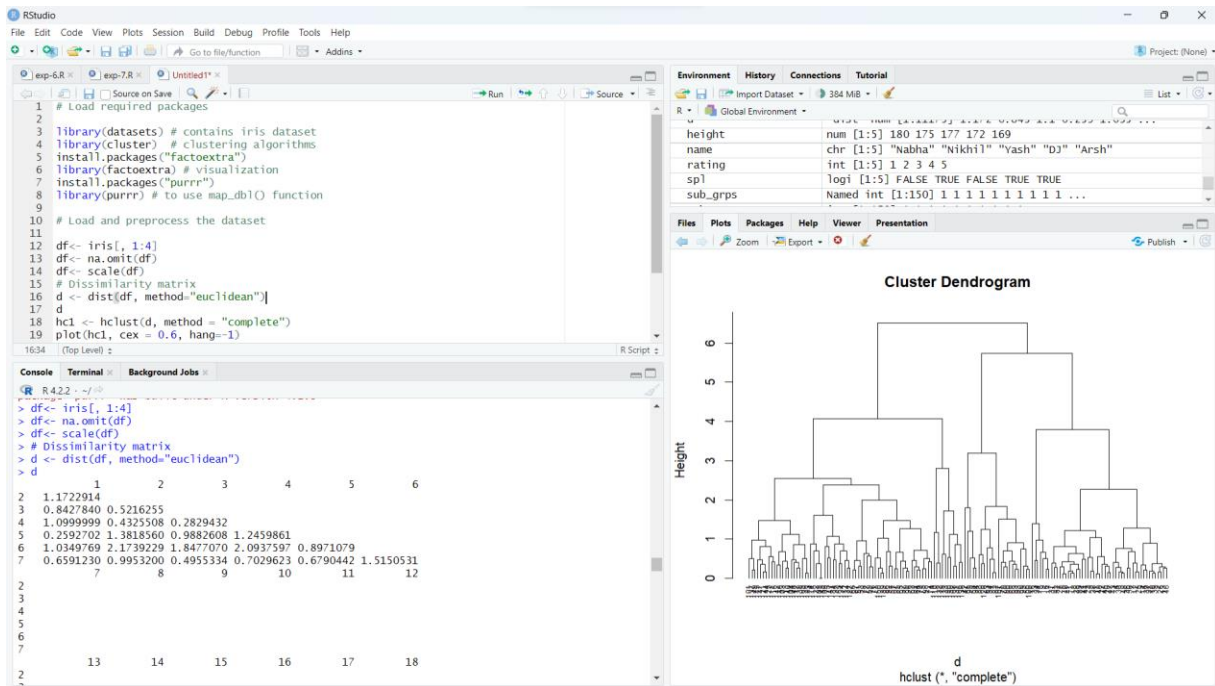 RStudio
File Edit Code View Plots Session Build Debug Profile Tools Help
Go to file/function
Addins
Project: (None)
exp-6.R
exp-7.R
Untitled1*
Source on Save
Run
Source
1 # Load required packages
2
3 library(datasets) # contains iris dataset
4 library(cluster) # clustering algorithms
5 install.packages("factoextra")
6 library(factoextra) # visualization
7 install.packages("purrr")
8 library(purrr) # to use map_dbl() function
9
10 # Load and preprocess the dataset
11
12 df<- iris[, 1:4]
13 df<- na.omit(df)
14 df<- scale(df)
15 # Dissimilarity matrix
16 d <- dist(df, method="euclidean")
17 d
18 hc1 <- hclust(d, method = "complete")
19 plot(hc1, cex = 0.6, hang=-1)
16:34 (Top Level)
R Script
Console Terminal Background Jobs
R 4.2.2 · ~/
> df<- iris[, 1:4]
> df<- na.omit(df)
> df<- scale(df)
> # Dissimilarity matrix
> d <- dist(df, method="euclidean")
> d
1 2 3 4 5 6
2 1.1722914
3 0.8427840 0.5216255
4 1.0999999 0.4325508 0.2829432
5 0.2592702 1.3818560 0.9882608 1.2459861
6 1.0349769 2.1739229 1.8477070 2.0937597 0.8971079
7 0.6591230 0.9953200 0.4955334 0.7029623 0.6790442 1.5150531
7 8 9 10 11 12
2
3
4
5
6
7
13 14 15 16 17 18
2
Environment History Connections Tutorial
Import Dataset
384 MiB
List
R
Global Environment
height num [1:5] 180 175 177 172 169
name chr [1:5] "Nabha" "Nikhil" "Yash" "DJ" "Arsh"
rating int [1:5] 1 2 3 4 5
spl logi [1:5] FALSE TRUE FALSE TRUE TRUE
sub_grps Named int [1:150] 1 1 1 1 1 1 1 1 1 1 ...
Files Plots Packages Help Viewer Presentation
Zoom
Export
Publish
Cluster Dendrogram
Height
6
5
4
3
2
1
0
d
hclust (*, "complete")